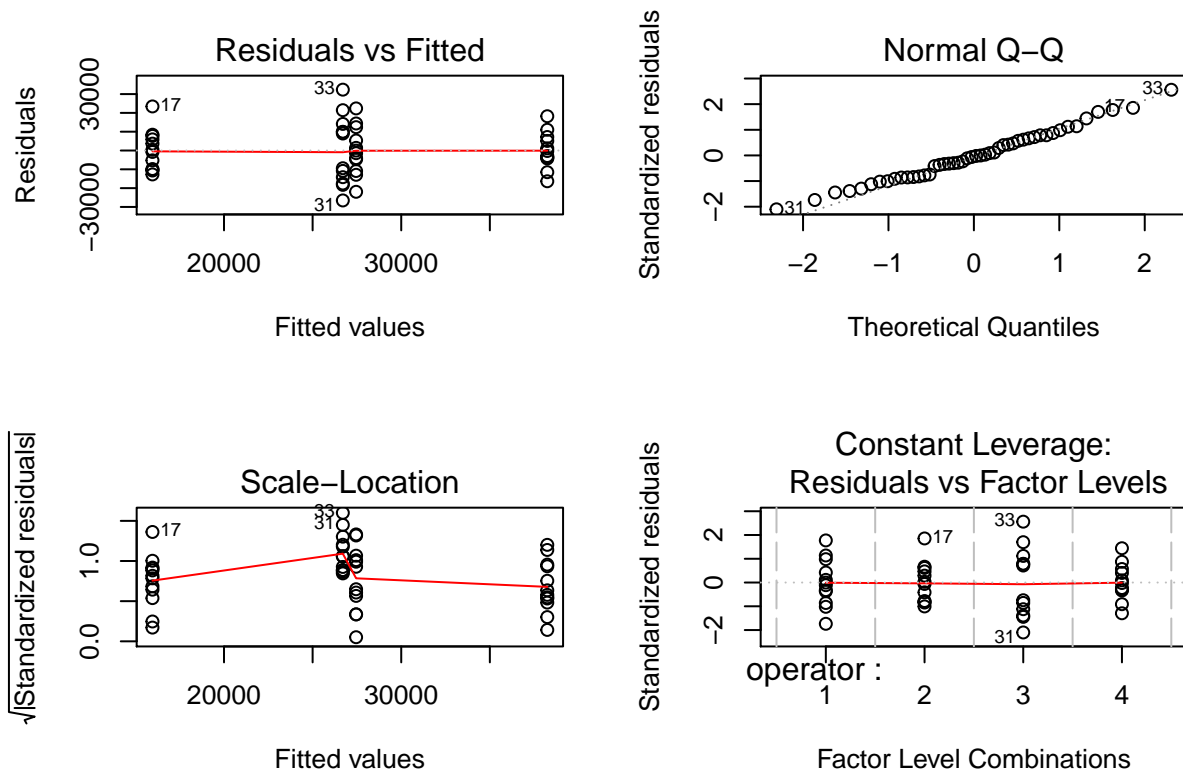 Residuals vs Fitted
Residuals
30000
−30000
33
17
31
20000 30000
Fitted values
Normal Q−Q
Standardized residuals
2
0
−2
17
33
31
−2 −1 0 1 2
Theoretical Quantiles
Scale−Location
√|Standardized residuals|
1.0
0.0
33
31
17
20000 30000
Fitted values
Constant Leverage:
Residuals vs Factor Levels
Standardized residuals
2
0
−2
33
17
31
operator :
1 2 3 4
Factor Level Combinations